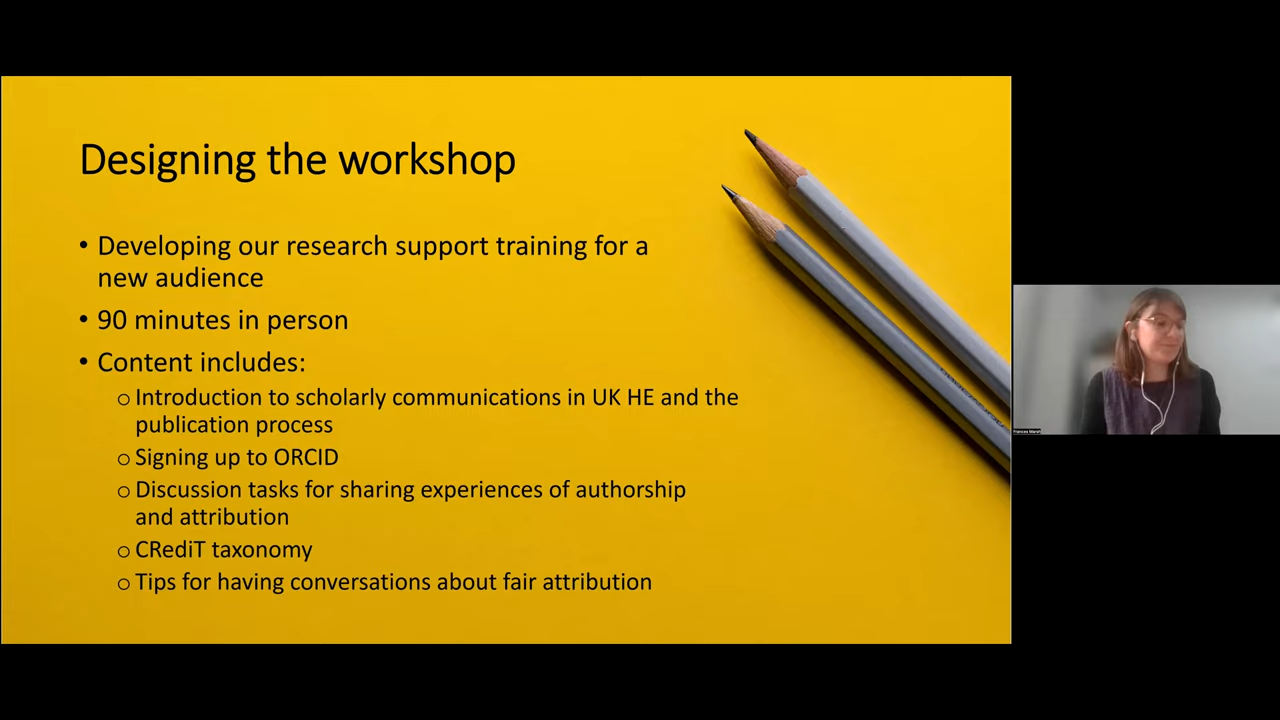 Designing the workshop
• Developing our research support training for a
new audience
• 90 minutes in person
• Content includes:
o Introduction to scholarly communications in UK HE and the
publication process
o Signing up to ORCID
o Discussion tasks for sharing experiences of authorship
and attribution
o CRediT taxonomy
o Tips for having conversations about fair attribution
Frances Marsh